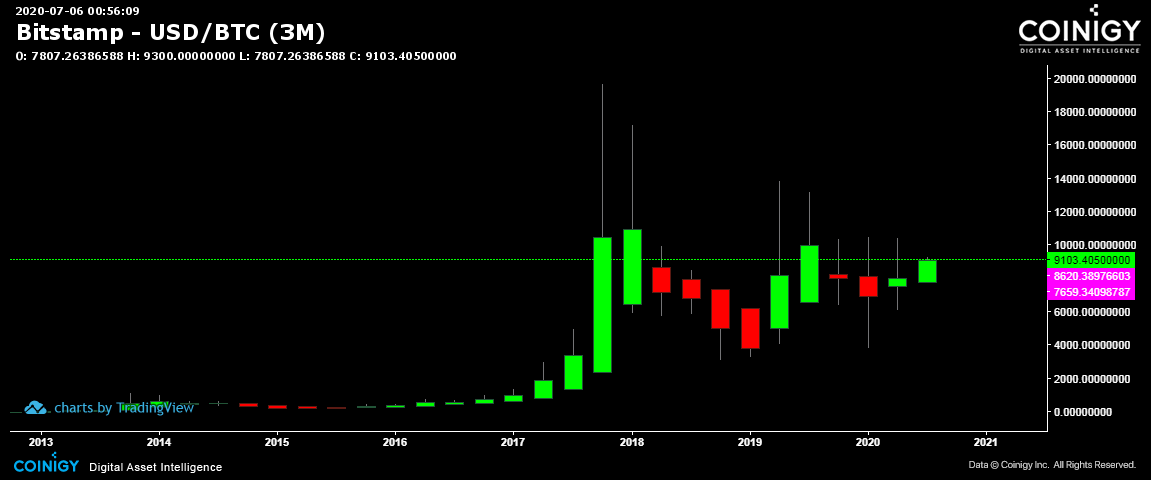 2020-07-06 00:56:09
Bitstamp - USD/BTC (3M)
O: 7807.26386588 H: 9300.00000000 L: 7807.26386588 C: 9103.40500000
COINIGY
DIGITAL ASSET INTELLIGENCE
20000.00000000
18000.00000000
16000.00000000
14000.00000000
12000.00000000
10000.00000000
9103.40500000
8620.38976603
7659.34098787
6000.00000000
4000.00000000
2000.00000000
0.00000000
charts by TradingView
2013 2014 2015 2016 2017 2018 2019 2020 2021
COINIGY Digital Asset Intelligence
Data © Coinigy Inc. All Rights Reserved.